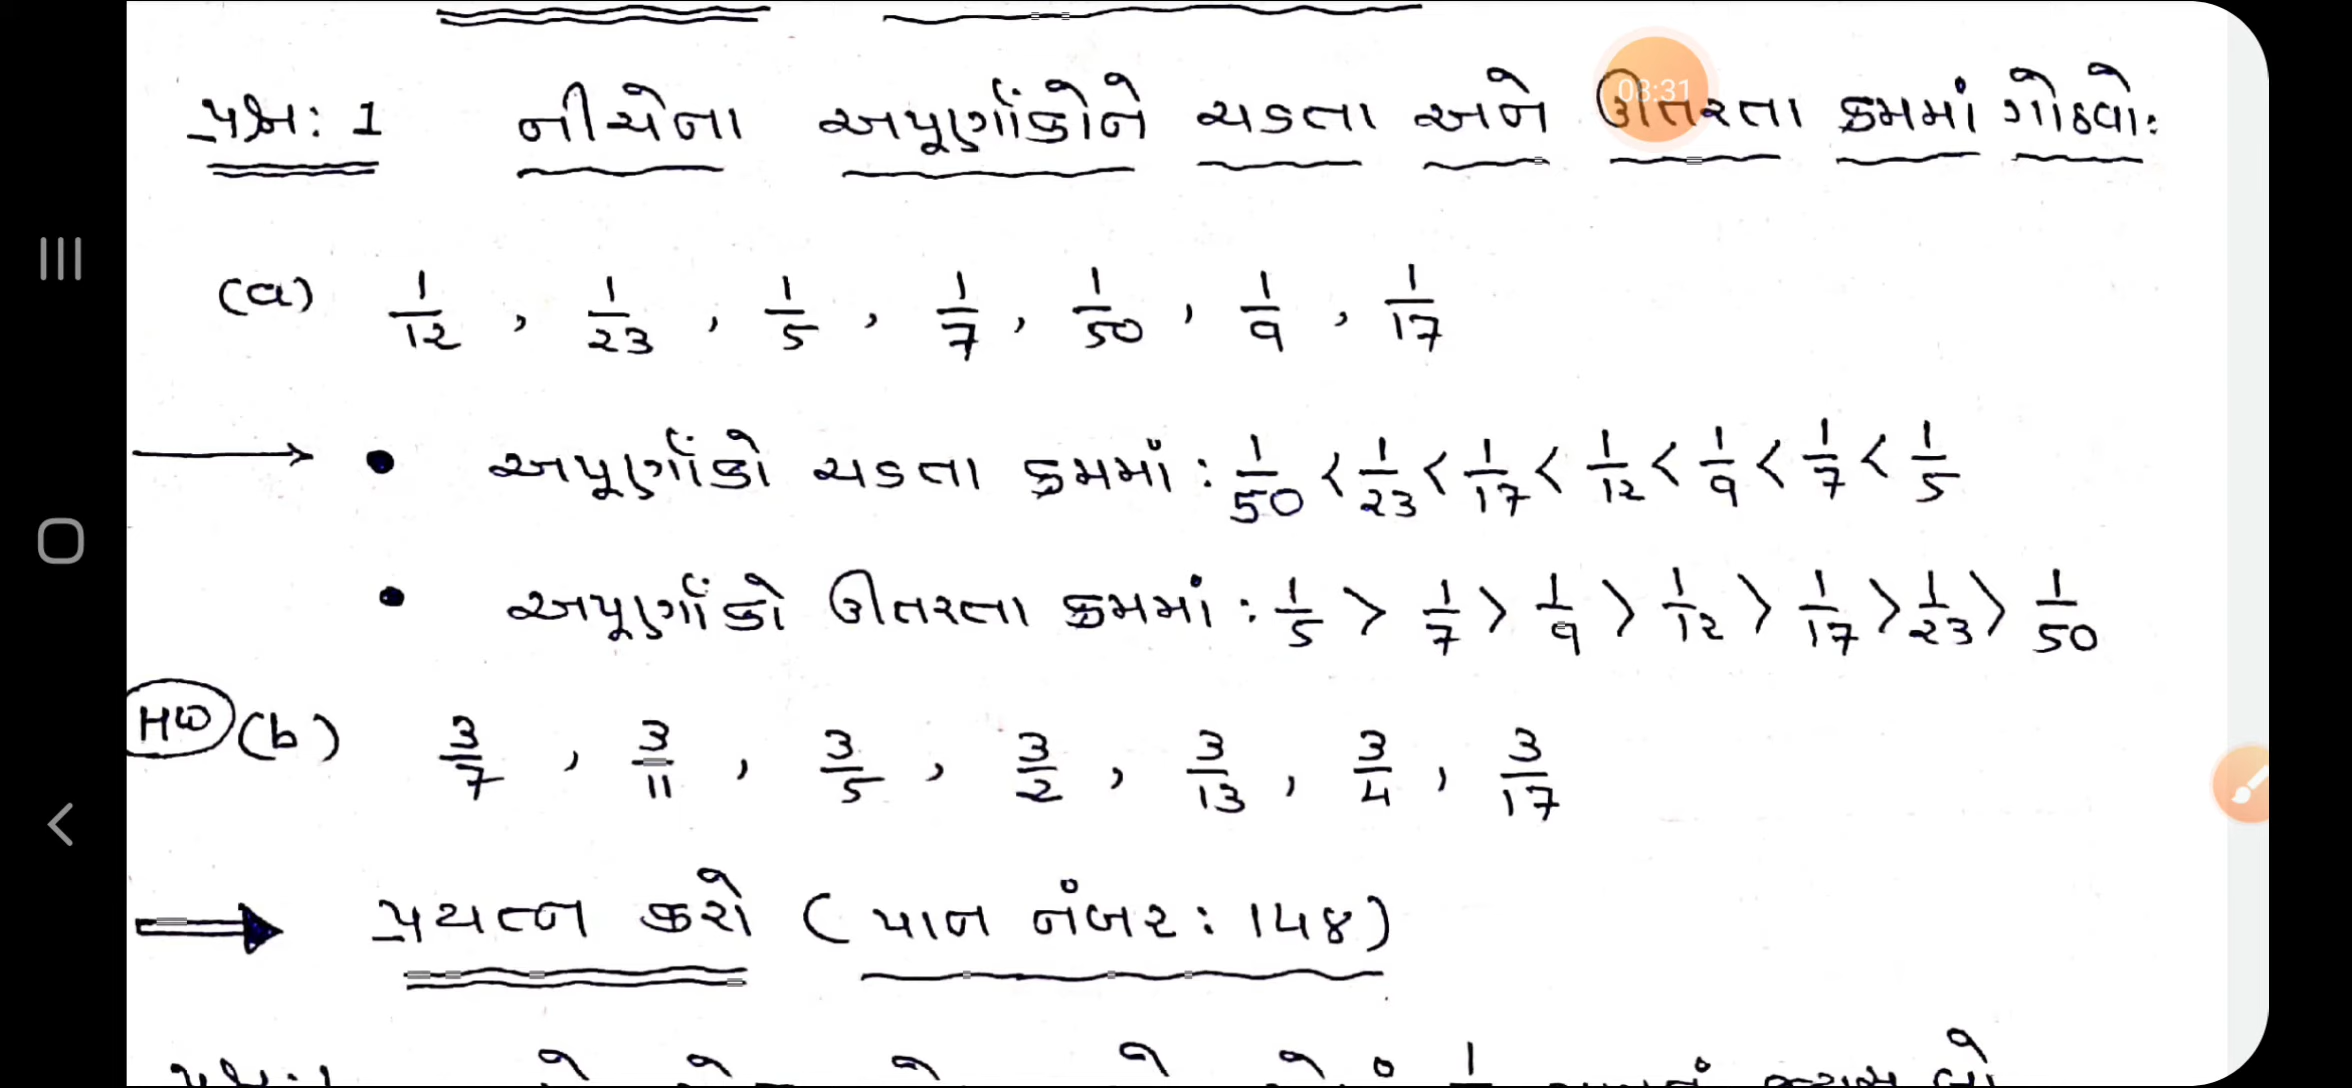 08:31
પ્રશ્ન: 1 નીચેના અપૂર્ણાંકોને ચડતા અને ઊતરતા ક્રમમાં ગોઠવો:
(a) 1/12 , 1/23 , 1/5 , 1/7 , 1/50 , 1/9 , 1/17
• અપૂર્ણાંકો ચડતા ક્રમમાં : 1/50 < 1/23 < 1/17 < 1/12 < 1/9 < 1/7 < 1/5
• અપૂર્ણાંકો ઊતરતા ક્રમમાં : 1/5 > 1/7 > 1/9 > 1/12 > 1/17 > 1/23 > 1/50
HW (b) 3/7 , 3/11 , 3/5 , 3/2 , 3/13 , 3/4 , 3/17
⇒ પ્રયત્ન કરો (પાન નંબર : ૧૫૪)